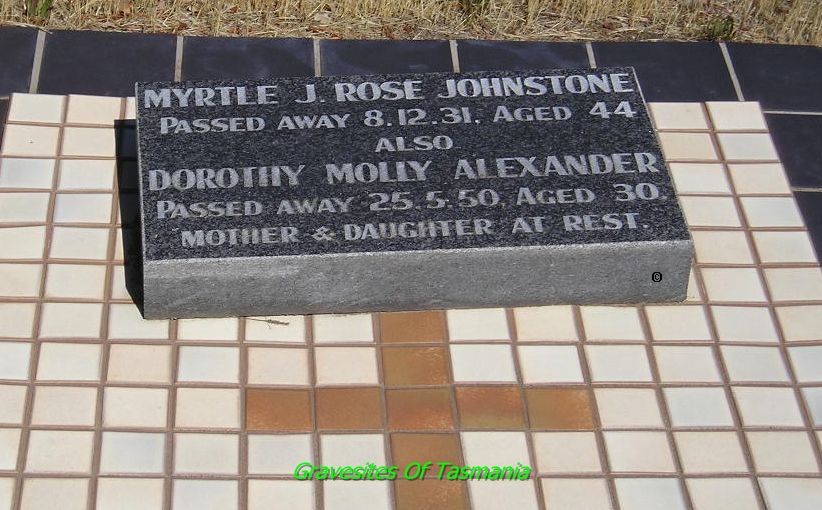 MYRTLE J. ROSE JOHNSTONE
PASSED AWAY 8.12.31. AGED 44
ALSO
DOROTHY MOLLY ALEXANDER
PASSED AWAY 25.5.50. AGED 30.
MOTHER & DAUGHTER AT REST.
©
Gravesites Of Tasmania